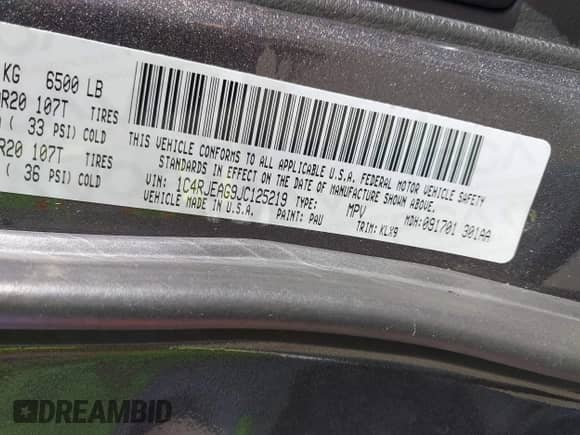 KG 6500 LB
R20 107T TIRES
( 33 PSI) COLD
R20 107T TIRES
( 36 PSI) COLD
THIS VEHICLE CONFORMS TO ALL APPLICABLE U.S.A. FEDERAL MOTOR VEHICLE SAFETY
STANDARDS IN EFFECT ON THE DATE OF MANUFACTURE SHOWN ABOVE.
VIN: 1C4RJEAG9JC125219 TYPE: MPV MDH: 091701 301AA
VEHICLE MADE IN U.S.A. PAINT: PAU TRIM: KLX9
DREAMBID